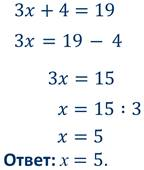 3x + 4 = 19
3x = 19 − 4
3x = 15
x = 15 : 3
x = 5
Ответ: x = 5.